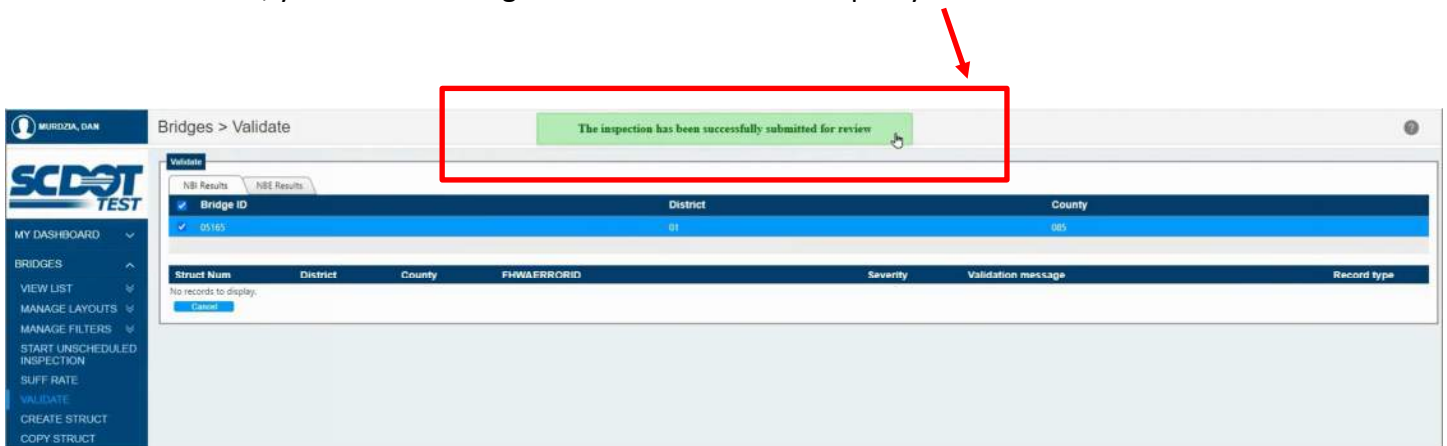 MURDZIA, DAN
Bridges > Validate
The inspection has been successfully submitted for review
?
SCDOT
TEST
Validate
NBI Results NBE Results
Bridge ID District County
05165 01 085
Struct Num District County FHWAERRORID Severity Validation message Record type
No records to display.
Cancel
MY DASHBOARD
BRIDGES
VIEW LIST
MANAGE LAYOUTS
MANAGE FILTERS
START UNSCHEDULED
INSPECTION
SUFF RATE
VALIDATE
CREATE STRUCT
COPY STRUCT